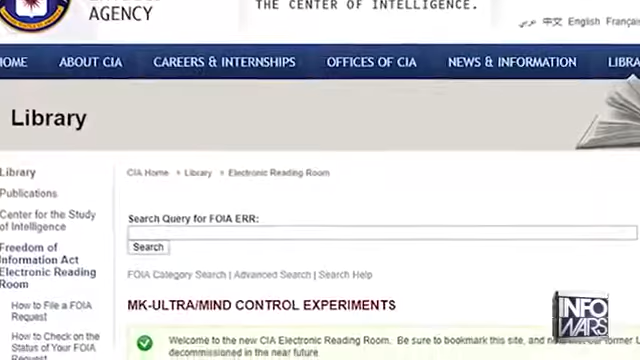 AGENCY
THE CENTER OF INTELLIGENCE.
عربي 中文 English Français
HOME ABOUT CIA CAREERS & INTERNSHIPS OFFICES OF CIA NEWS & INFORMATION LIBRA
Library
Library
Publications
Center for the Study
of Intelligence
Freedom of
Information Act
Electronic Reading
Room
How to File a FOIA
Request
How to Check on the
Status of Your FOIA
Request
CIA Home Library Electronic Reading Room
Search Query for FOIA ERR:
Search
FOIA Category Search | Advanced Search | Search Help
MK-ULTRA/MIND CONTROL EXPERIMENTS
Welcome to the new CIA Electronic Reading Room. Be sure to bookmark this site, and
decommissioned in the near future
INFO
WARS